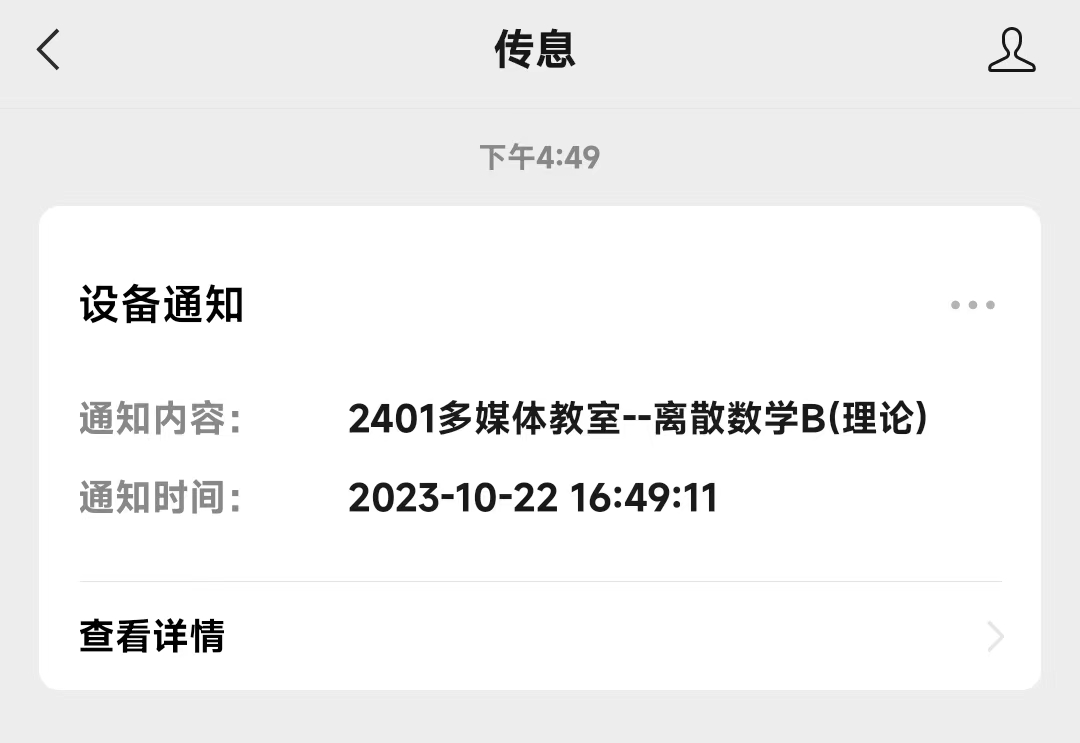 传息
下午4:49
设备通知
通知内容： 2401多媒体教室--离散数学B(理论)
通知时间： 2023-10-22 16:49:11
查看详情